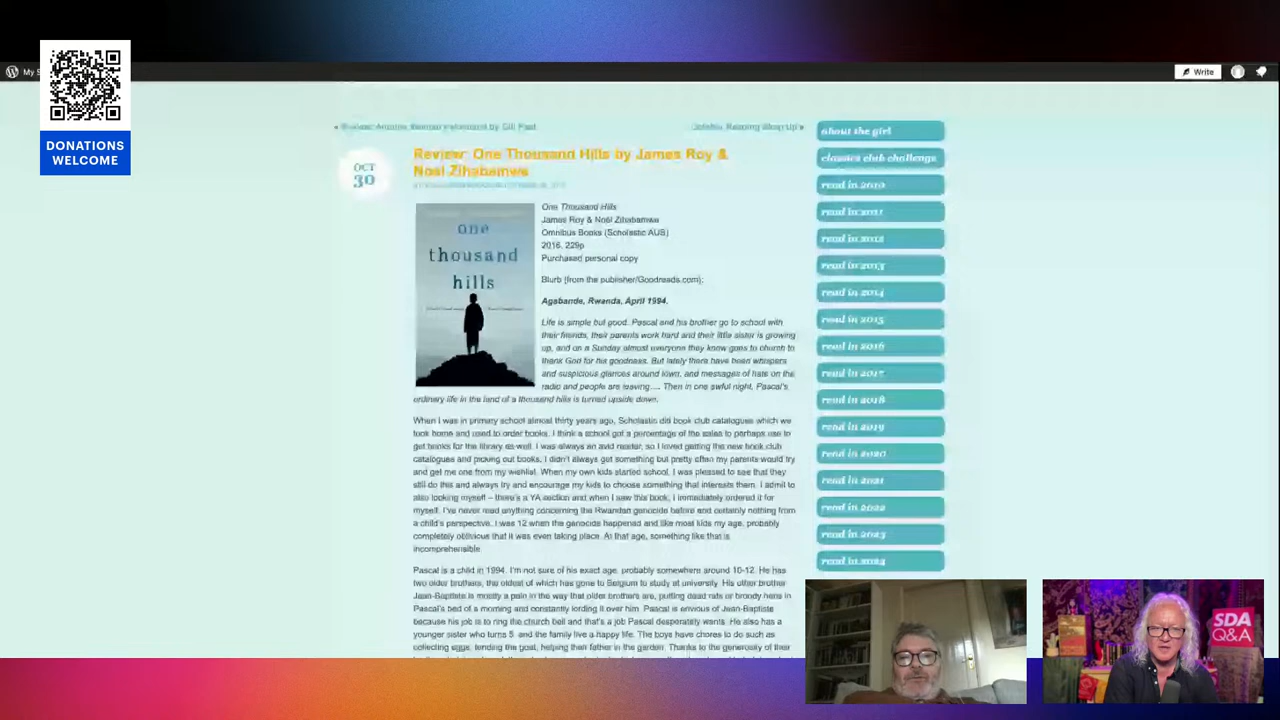 DONATIONS
WELCOME
My
Write
« Review: Anyone
Reading Wrap Up »
OCT
30
Review: One Thousand Hills by James Roy &
Noël Zihabamwe
one
thousand
hills
One Thousand Hills
James Roy & Noël Zihabamwe
Omnibus Books (Scholastic AUS)
2016, 229p
Purchased personal copy
Blurb {from the publisher/Goodreads.com}:
Agabande, Rwanda, April 1994.
Life is simple but good. Pascal and his brother go to school with
their friends, their parents work hard and their little sister is growing
up, and on a Sunday almost everyone they know goes to church to
thank God for his goodness. But lately there have been whispers
and suspicious glances around town, and messages of hate on the
radio and people are leaving.... Then in one awful night, Pascal's
ordinary life in the land of a thousand hills is turned upside down.
When I was in primary school almost thirty years ago, Scholastic did book club catalogues which we
took home and used to order books. I think a school got a percentage of the sales to perhaps use to
get books for the library as well. I was always an avid reader, so I loved getting the new book club
catalogues and picking out books. I didn't always get something but pretty often my parents would try
and get me one from my wishlist. When my own kids started school, I was pleased to see that they
still do this and always try and encourage my kids to choose something that interests them. I admit to
also looking myself – there's a YA section and when I saw this book, I immediately ordered it for
myself. I've never read anything concerning the Rwandan genocide before and certainly nothing from
a child's perspective. I was 12 when the genocide happened and like most kids my age, probably
completely oblivious that it was even taking place. At that age, something like that is
incomprehensible.
Pascal is a child in 1994. I'm not sure of his exact age, probably somewhere around 10-12. He has
two older brothers, the oldest of which has gone to Belgium to study at university. His other brother
Jean-Baptiste is mostly a pain in the way that older brothers are, putting dead rats or broody hens in
Pascal's bed of a morning and constantly lording it over him. Pascal is envious of Jean-Baptiste
because his job is to ring the church bell and that's a job Pascal desperately wants. He also has a
younger sister who turns 5 and the family live a happy life. The boys have chores to do such as
collecting eggs, tending the goat, helping their father in the garden. Thanks to the generosity of their
about the girl
classics club challenge
read in 2010
read in 2011
read in 2012
read in 2013
read in 2014
read in 2015
read in 2016
read in 2017
read in 2018
read in 2019
read in 2020
read in 2021
read in 2022
read in 2023
read in 2024
SDA
Q&A